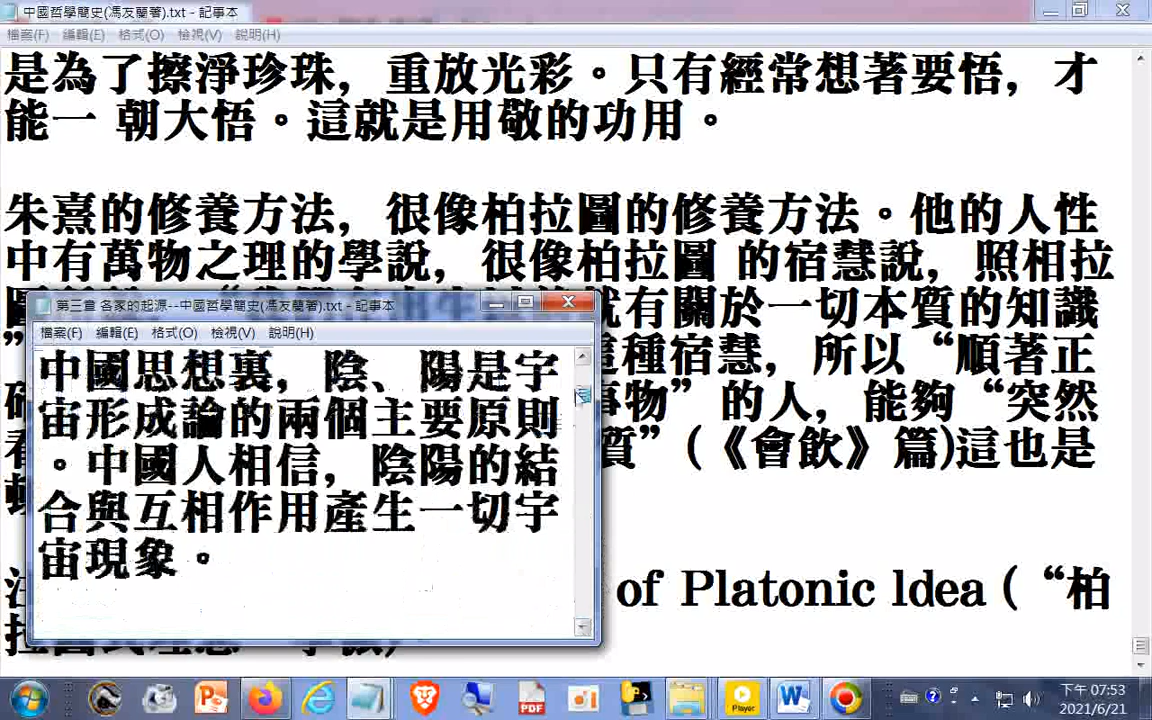 中國哲學簡史(馮友蘭著).txt - 記事本
檔案(F) 編輯(E) 格式(O) 檢視(V) 說明(H)
是為了擦淨珍珠，重放光彩。只有經常想著要悟，才
能一 朝大悟。這就是用敬的功用。
朱熹的修養方法，很像柏拉圖的修養方法。他的人性
中有萬物之理的學說，很像柏拉圖 的宿慧說，照相拉
就有關於一切本質的知識
”
這種宿慧，所以“順著正
事物”的人，能夠“突然
質”(《會飲》篇)這也是
of Platonic ldea (“柏
第三章 各家的起源--中國哲學簡史(馮友蘭著).txt - 記事本
檔案(F) 編輯(E) 格式(O) 檢視(V) 說明(H)
中國思想裏，陰、陽是宇
宙形成論的兩個主要原則
。中國人相信，陰陽的結
合與互相作用產生一切宇
宙現象。
PDF
Player
下午 07:53
2021/6/21